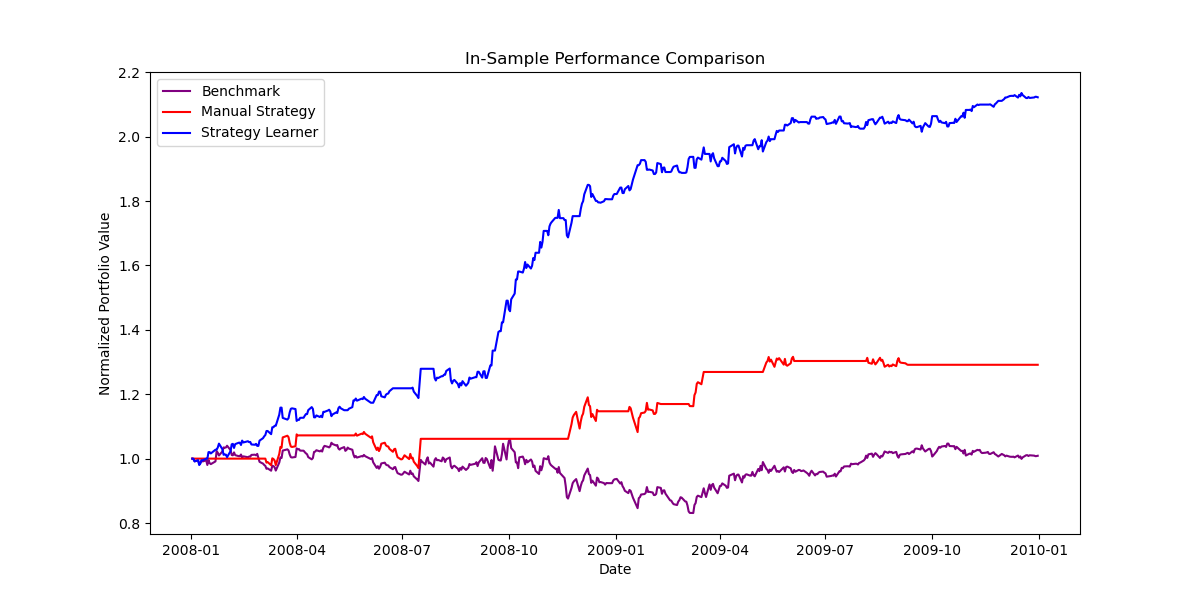 In-Sample Performance Comparison
Benchmark
Manual Strategy
Strategy Learner
Normalized Portfolio Value
2.2
2.0
1.8
1.6
1.4
1.2
1.0
0.8
2008-01 2008-04 2008-07 2008-10 2009-01 2009-04 2009-07 2009-10 2010-01
Date